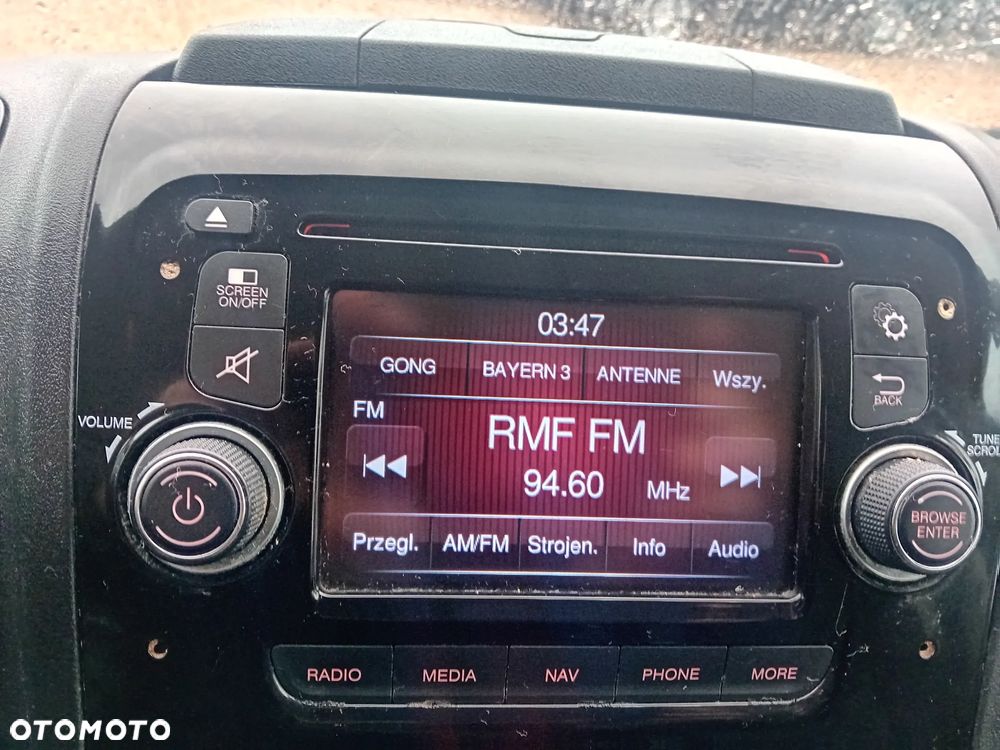 SCREEN
ON/OFF
VOLUME
03:47
GONG BAYERN 3 ANTENNE Wszy.
FM
RMF FM
94.60 MHz
Przegl. AM/FM Strojen. Info Audio
BACK
TUNE
SCROLL
BROWSE
ENTER
RADIO MEDIA NAV PHONE MORE
OTOMOTO